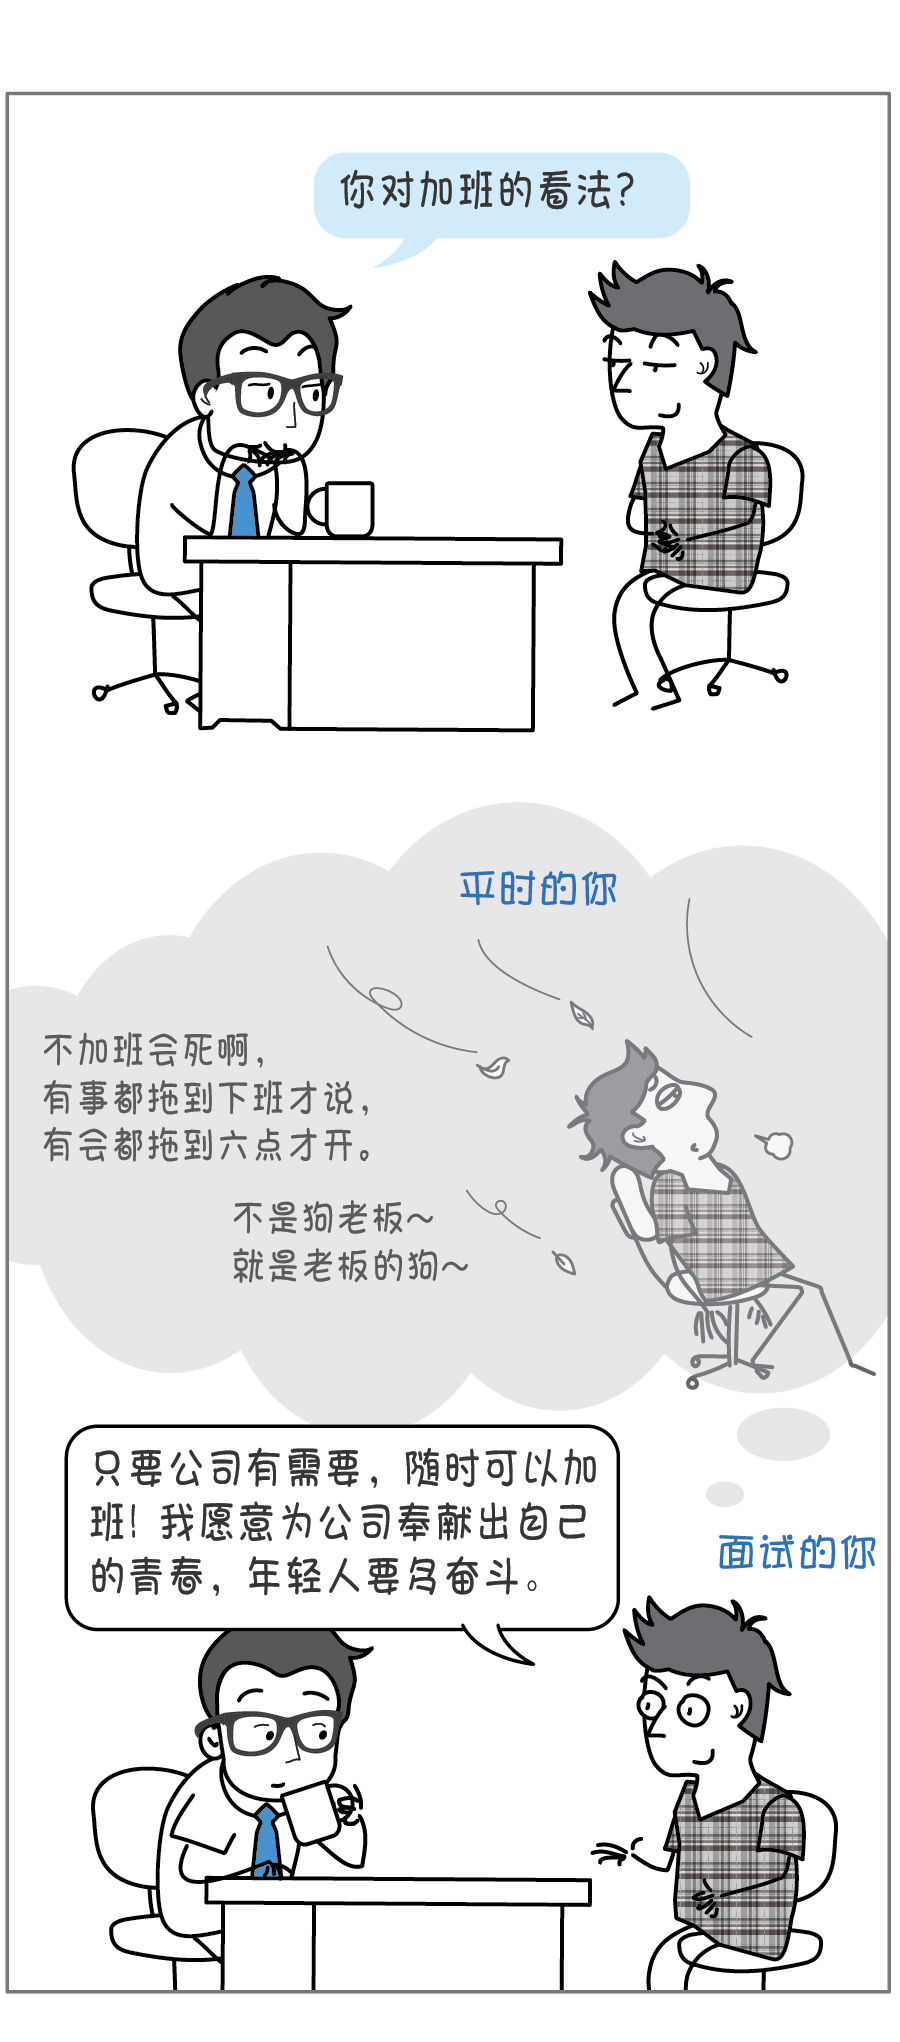 你对加班的看法？
平时的你
不加班会死啊，
有事都拖到下班才说，
有会都拖到六点才开。
不是狗老板～
就是老板的狗～
只要公司有需要，随时可以加
班！我愿意为公司奉献出自己
的青春，年轻人要多奋斗。
面试的你